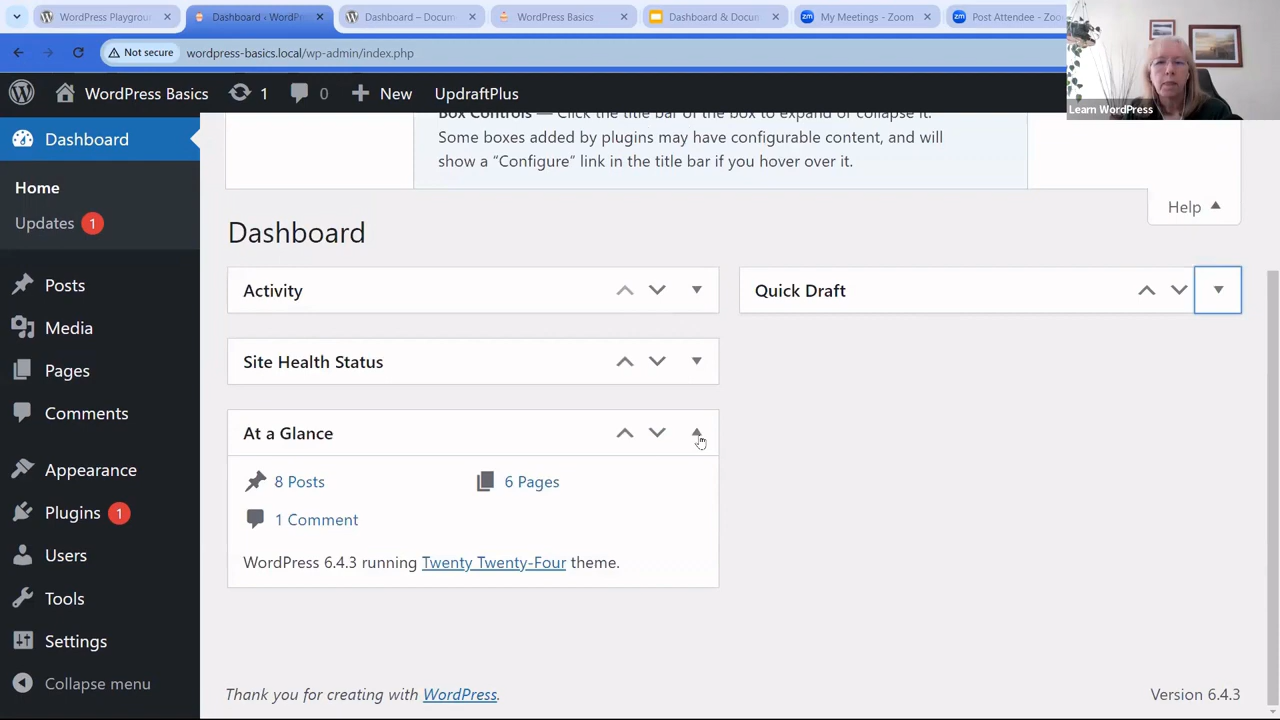 WordPress Playgrou
Dashboard ‹ WordPr
Dashboard – Docum
WordPress Basics
Dashboard & Docum
My Meetings - Zoom
Post Attendee - Zoo
Not secure
wordpress-basics.local/wp-admin/index.php
WordPress Basics
1
0
New
UpdraftPlus
Learn WordPress
Box Controls — Click the title bar of the box to expand or collapse it.
Some boxes added by plugins may have configurable content, and will
show a “Configure” link in the title bar if you hover over it.
Help
Dashboard
Home
Updates 1
Posts
Media
Pages
Comments
Appearance
Plugins 1
Users
Tools
Settings
Collapse menu
Dashboard
Activity
Quick Draft
Site Health Status
At a Glance
8 Posts
6 Pages
1 Comment
WordPress 6.4.3 running Twenty Twenty-Four theme.
Thank you for creating with WordPress.
Version 6.4.3